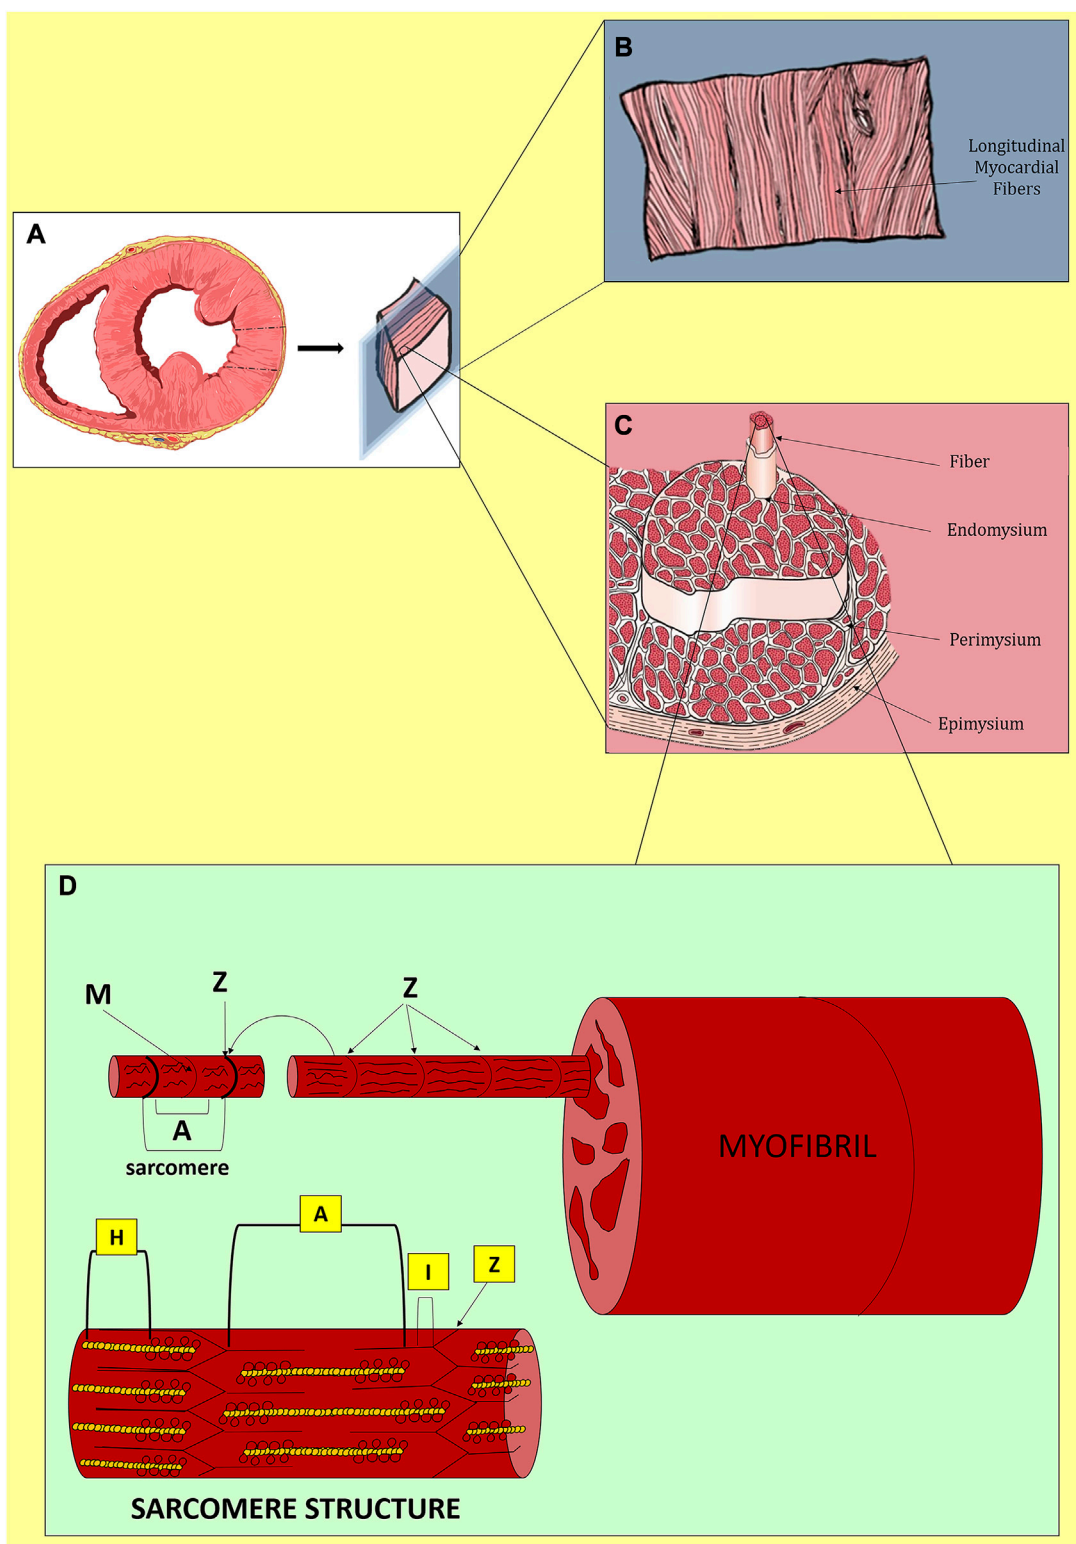 A
B
Longitudinal
Myocardial
Fibers
C
Fiber
Endomysium
Perimysium
Epimysium
D
M
Z
Z
A
sarcomere
MYOFIBRIL
H
A
I
Z
SARCOMERE STRUCTURE